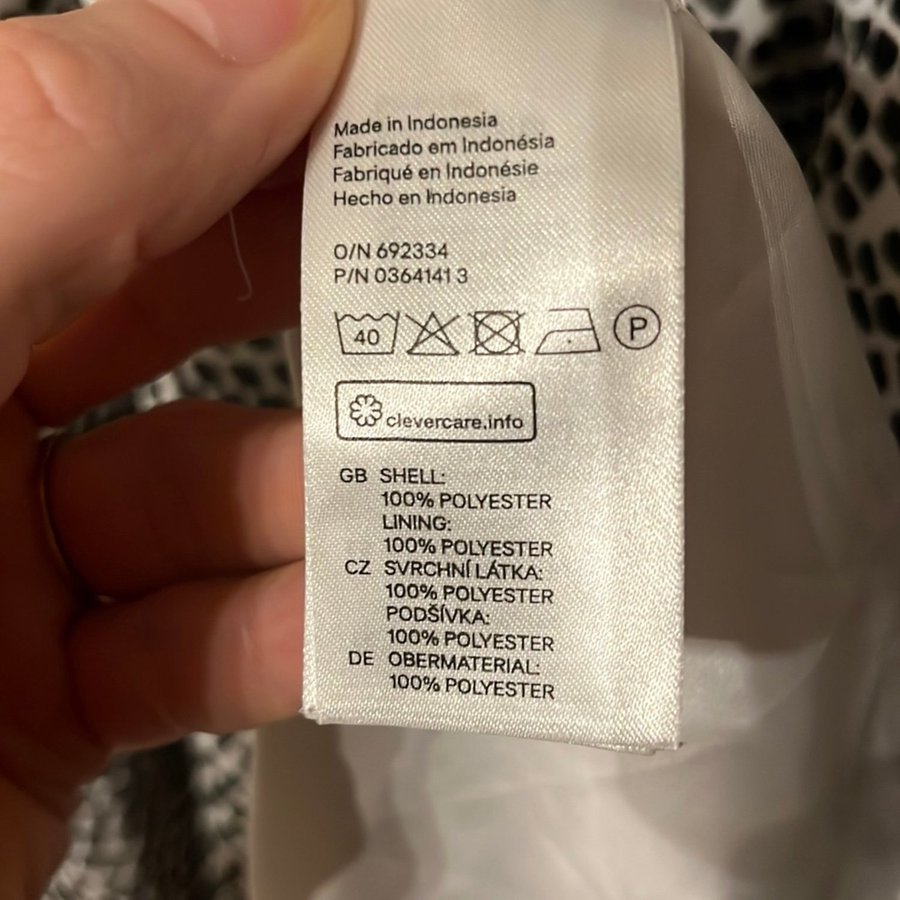 Made in Indonesia
Fabricado em Indonésia
Fabriqué en Indonésie
Hecho en Indonesia
O/N 692334
P/N 0364141 3
40 P
clevercare.info
GB SHELL:
100% POLYESTER
LINING:
100% POLYESTER
CZ SVRCHNÍ LÁTKA:
100% POLYESTER
PODŠÍVKA:
100% POLYESTER
DE OBERMATERIAL:
100% POLYESTER